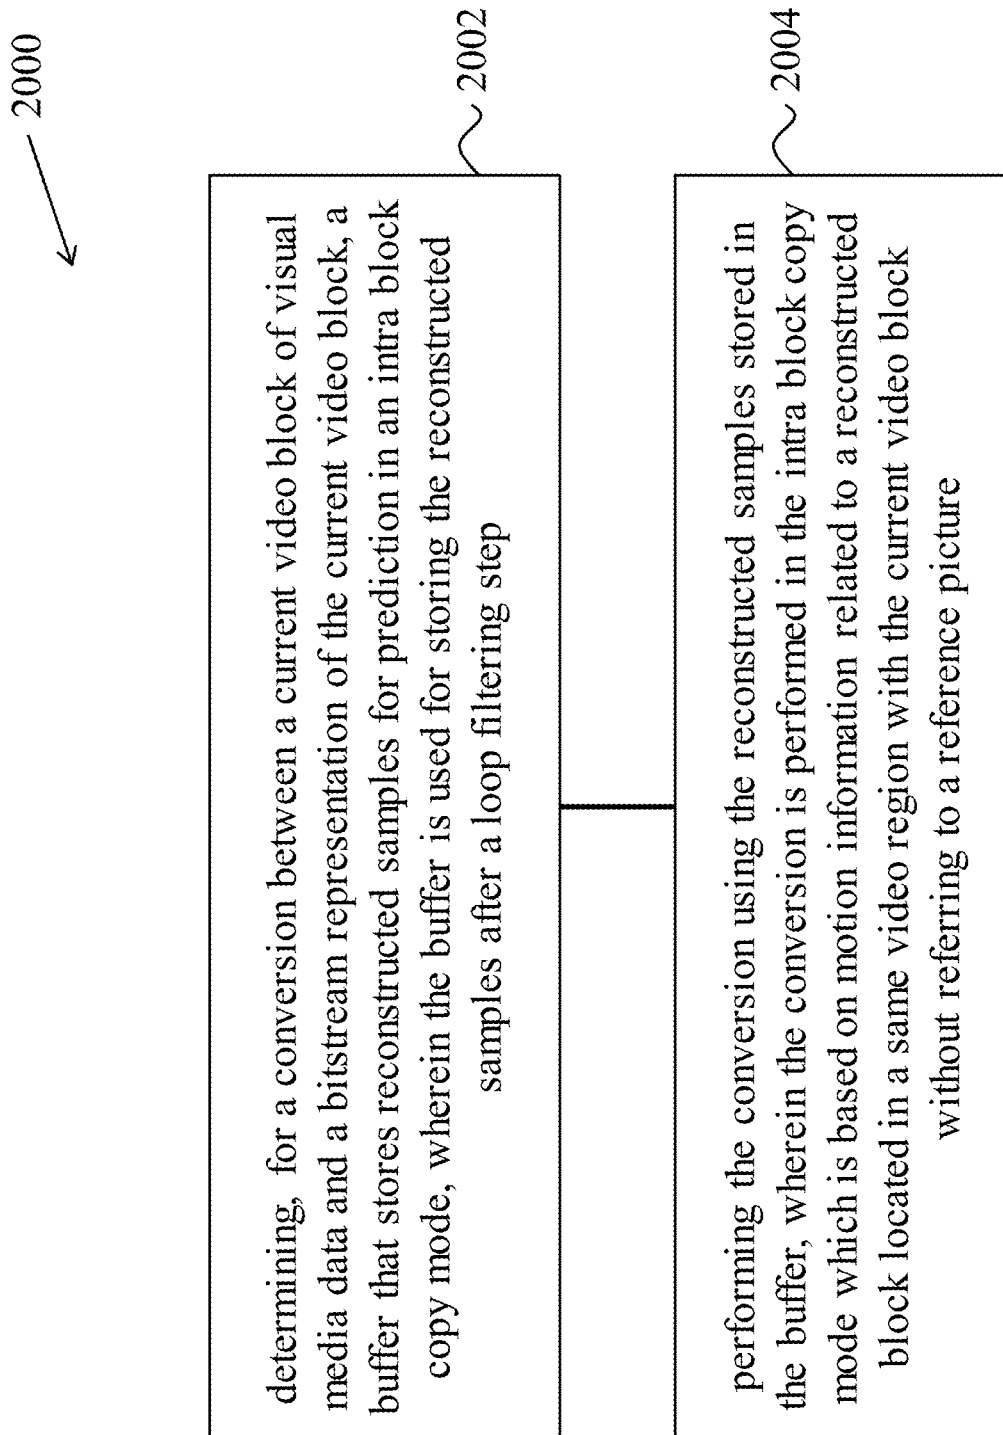 2000
determining, for a conversion between a current video block of visual
media data and a bitstream representation of the current video block, a
buffer that stores reconstructed samples for prediction in an intra block
copy mode, wherein the buffer is used for storing the reconstructed
samples after a loop filtering step
2002
performing the conversion using the reconstructed samples stored in
the buffer, wherein the conversion is performed in the intra block copy
mode which is based on motion information related to a reconstructed
block located in a same video region with the current video block
without referring to a reference picture
2004